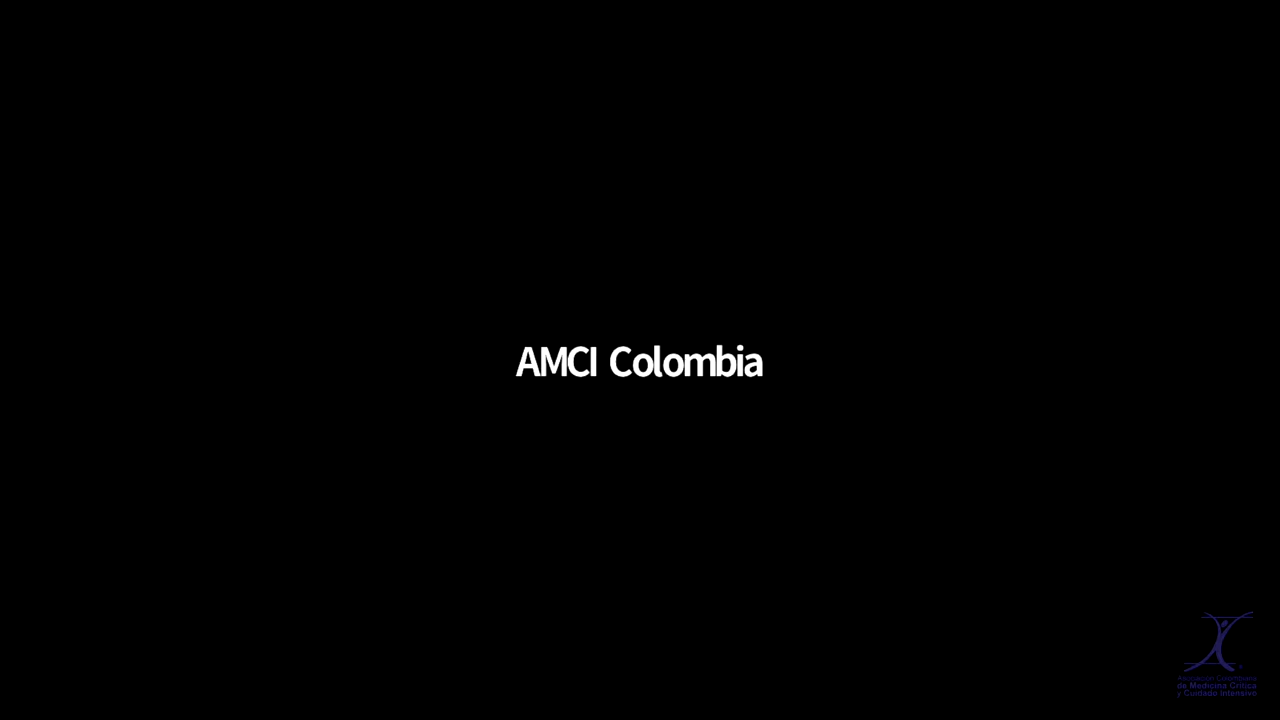 AMCI Colombia
Asociación Colombiana
de Medicina Crítica
y Cuidado Intensivo